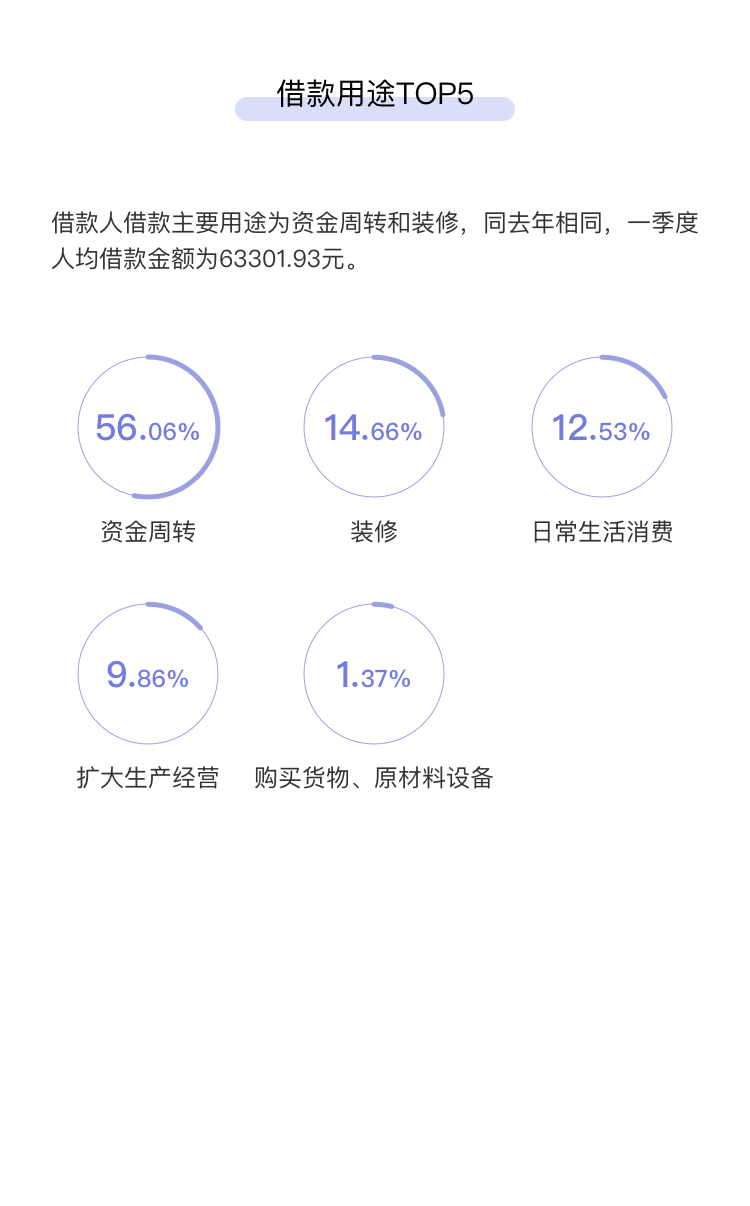 借款用途TOP5
借款人借款主要用途为资金周转和装修，同去年相同，一季度
人均借款金额为63301.93元。
56.06%
14.66%
12.53%
资金周转
装修
日常生活消费
9.86%
1.37%
扩大生产经营
购买货物、原材料设备